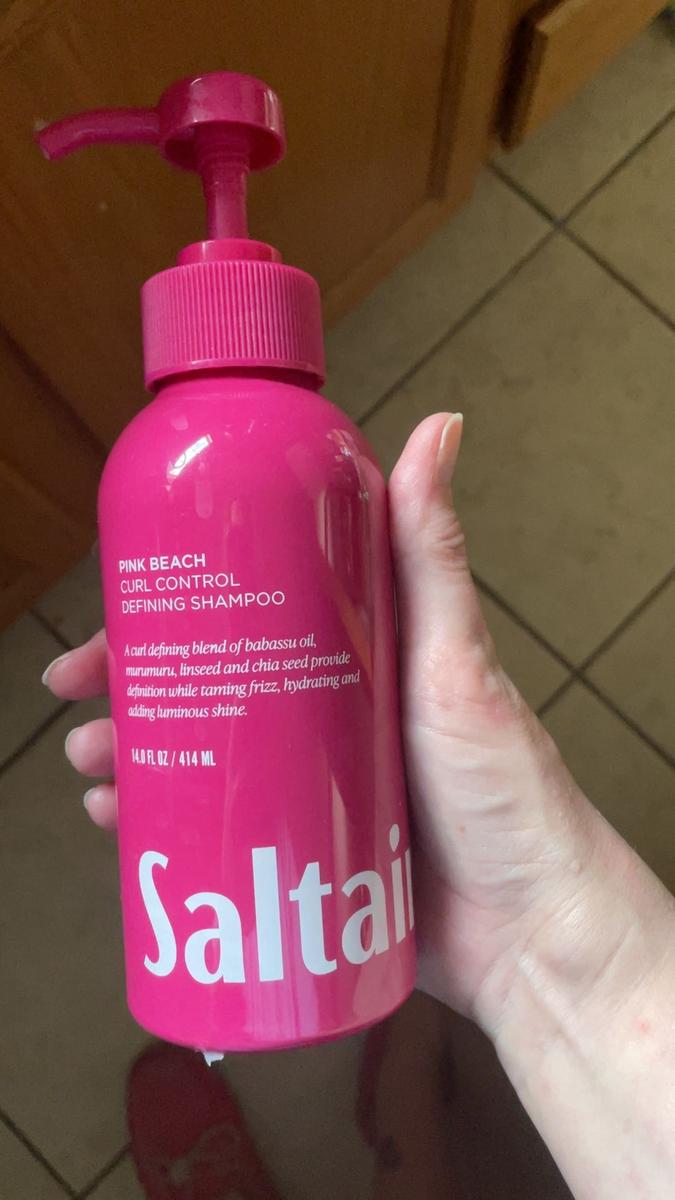 PINK BEACH
CURL CONTROL
DEFINING SHAMPOO
A curl defining blend of babassu oil,
murumuru, linseed and chia seed provide
definition while taming frizz, hydrating and
adding luminous shine.
14.0 FL OZ / 414 ML
Saltai